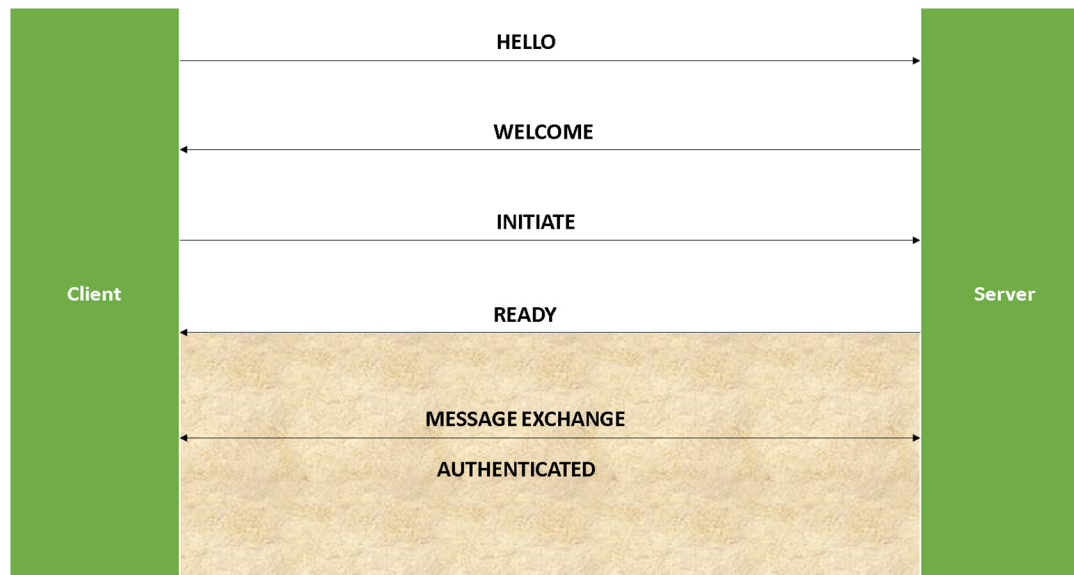 HELLO
WELCOME
INITIATE
Client
Server
READY
MESSAGE EXCHANGE
AUTHENTICATED